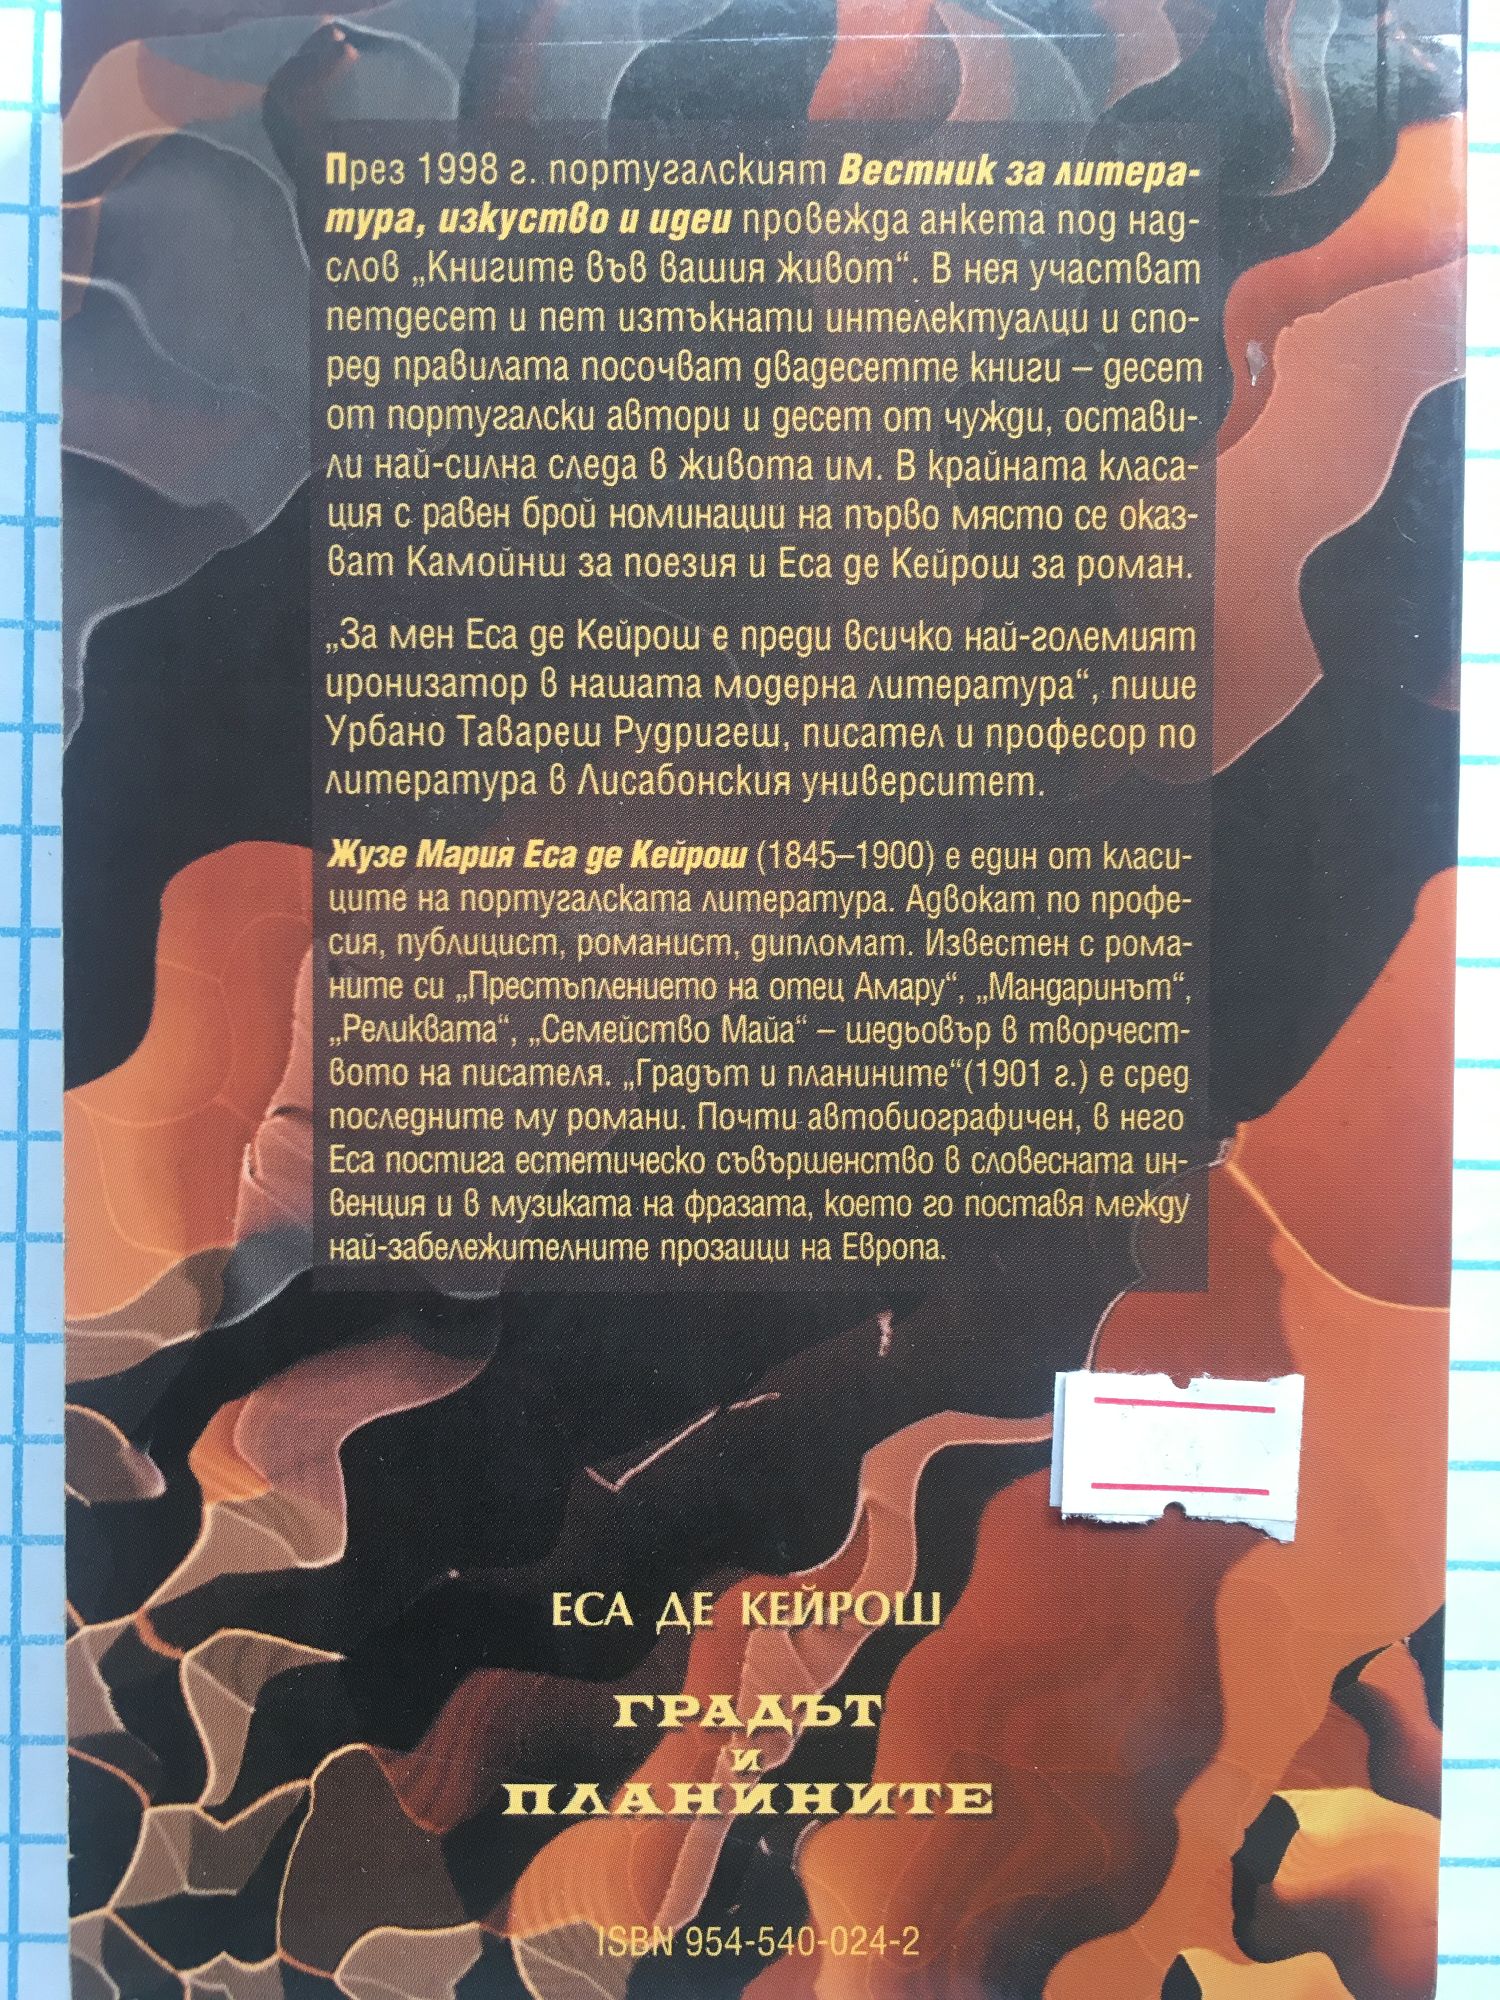 През 1998 г. португалският Вестник за литера-
тура, изкуство и идеи провежда анкета под над-
слов „Книгите във вашия живот“. В нея участват
петдесет и пет изтъкнати интелектуалци и спо-
ред правилата посочват двадесетте книги – десет
от португалски автори и десет от чужди, остави-
ли най-силна следа в живота им. В крайната класа-
ция с равен брой номинации на първо място се оказ-
ват Камойнш за поезия и Еса де Кейрош за роман.
„За мен Еса де Кейрош е преди всичко най-големият
иронизатор в нашата модерна литература“, пише
Урбано Тавареш Рудригеш, писател и професор по
литература в Лисабонския университет.
Жузе Мария Еса де Кейрош (1845–1900) е един от класи-
ците на португалската литература. Адвокат по профе-
сия, публицист, романист, дипломат. Известен с рома-
ните си „Престъплението на отец Амару“, „Мандаринът“,
„Реликвата“, „Семейство Майа“ – шедьовър в творчест-
вото на писателя. „Градът и планините“(1901 г.) е сред
последните му романи. Почти автобиографичен, в него
Еса постига естетическо съвършенство в словесната ин-
венция и в музиката на фразата, което го поставя между
най-забележителните прозаици на Европа.
ЕСА ДЕ КЕЙРОШ
ГРАДЪТ
И
ПЛАНИНИТЕ
ISBN 954-540-024-2